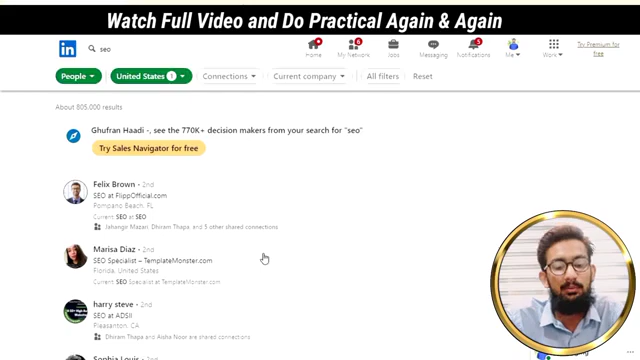 Watch Full Video and Do Practical Again & Again
in
seo
Home
My Network
6
Jobs
Messaging
Notifications
5
Me
Work
Try Premium for free
People
United States 1
Connections
Current company
All filters
Reset
About 805,000 results
Ghufran Haadi -, see the 770K+ decision makers from your search for "seo"
Try Sales Navigator for free
Felix Brown • 2nd
SEO at FlippOfficial.com
Pompano Beach, FL
Current: SEO at SEO
Jahangir Mazari, Dhiram Thapa, and 5 other shared connections
Marisa Diaz • 2nd
SEO Specialist – TemplateMonster.com
Florida, United States
Current: SEO Specialist at TemplateMonster.com
harry steve • 2nd
SEO at ADSII
Pleasanton, CA
Dhiram Thapa and Aisha Noor are shared connections
Sophia Louis • 2nd